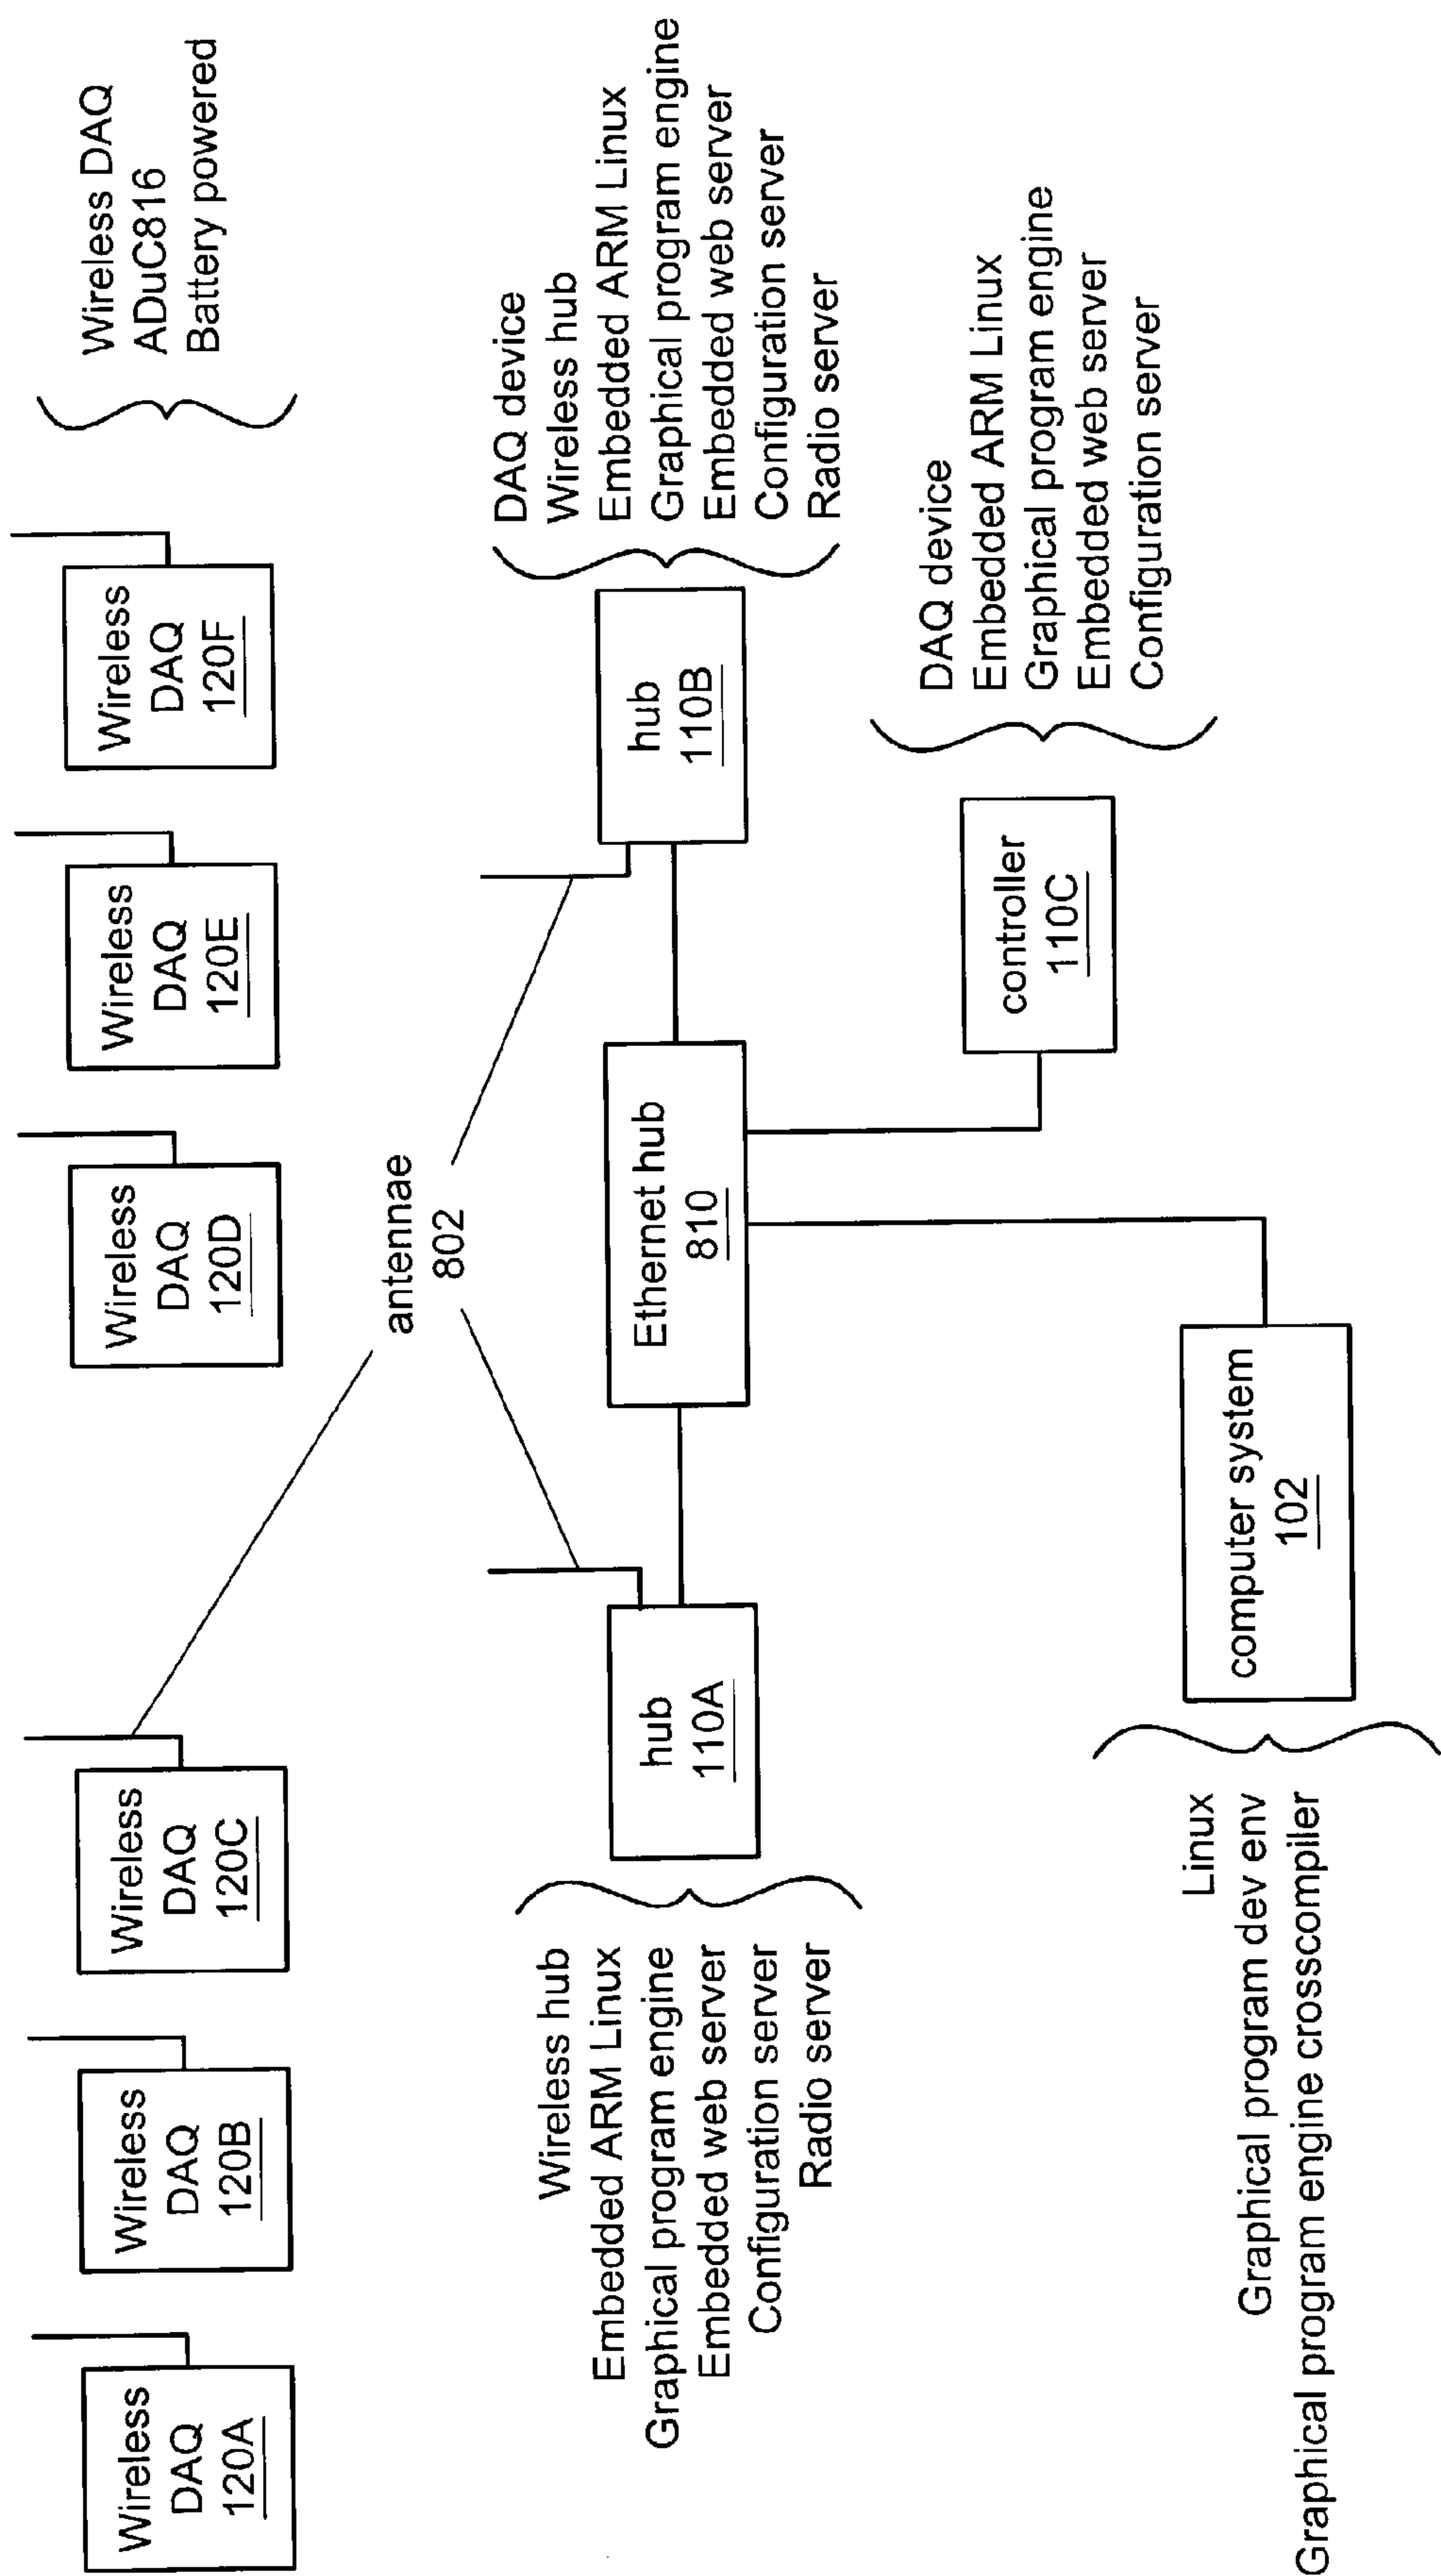 Wireless
DAQ
120A
Wireless
DAQ
120B
Wireless
DAQ
120C
Wireless
DAQ
120D
Wireless
DAQ
120E
Wireless
DAQ
120F
Wireless DAQ
ADuC816
Battery powered
antennae
802
Wireless hub
Embedded ARM Linux
Graphical program engine
Embedded web server
Configuration server
Radio server
hub
110A
Ethernet hub
810
hub
110B
DAQ device
Wireless hub
Embedded ARM Linux
Graphical program engine
Embedded web server
Configuration server
Radio server
controller
110C
DAQ device
Embedded ARM Linux
Graphical program engine
Embedded web server
Configuration server
Linux
Graphical program dev env
Graphical program engine crosscompiler
computer system
102